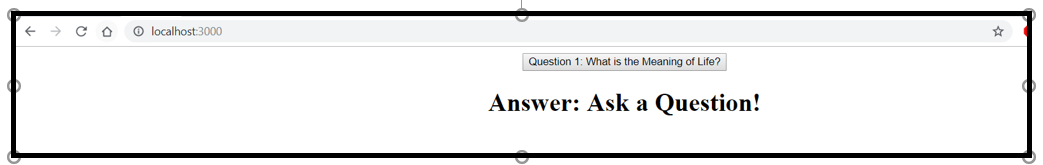 localhost:3000
Question 1: What is the Meaning of Life?
Answer: Ask a Question!